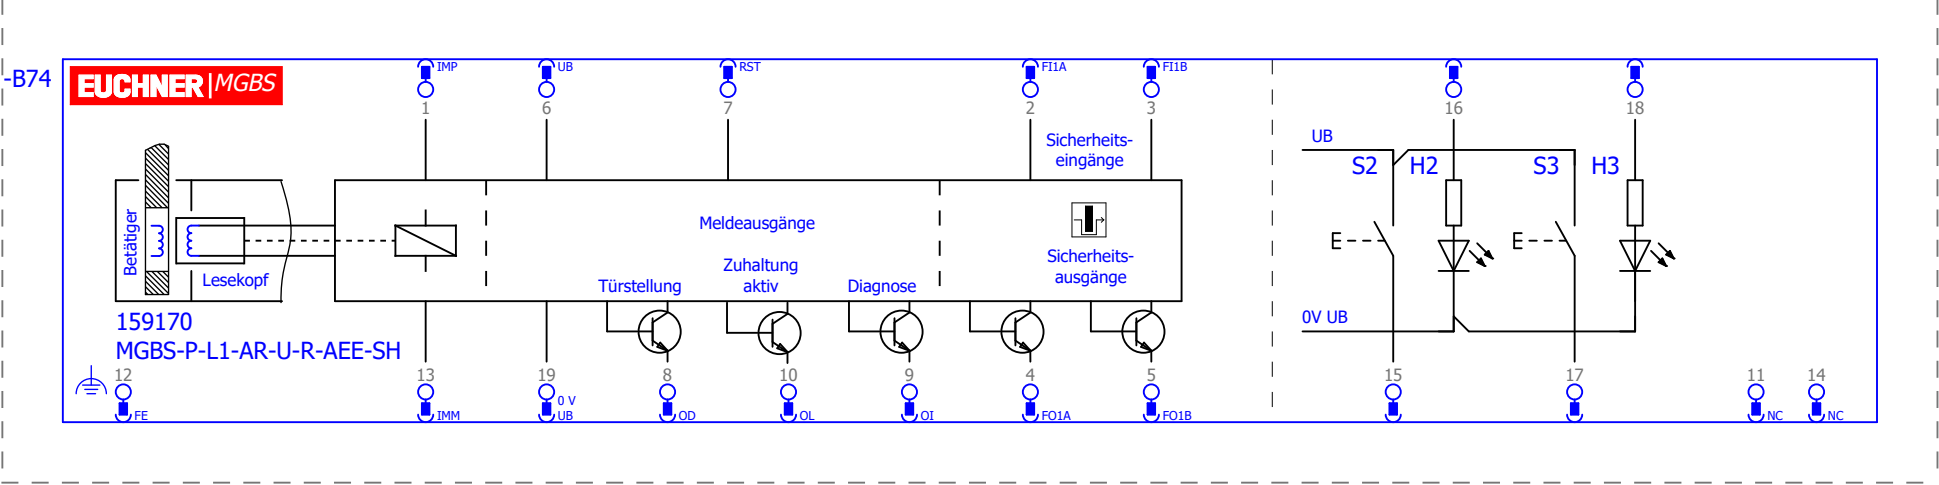 -B74
EUCHNER|MGBS
IMP
UB
RST
FI1A
FI1B
1
6
7
2
3
16
18
Sicherheits-
eingänge
UB
S2
H2
S3
H3
Betätiger
Lesekopf
Meldeausgänge
Türstellung
Zuhaltung
aktiv
Diagnose
Sicherheits-
ausgänge
E
E
0V UB
159170
MGBS-P-L1-AR-U-R-AEE-SH
12
13
19
8
10
9
4
5
15
17
11
14
FE
IMM
0 V
UB
OD
OL
OI
FO1A
FO1B
NC
NC